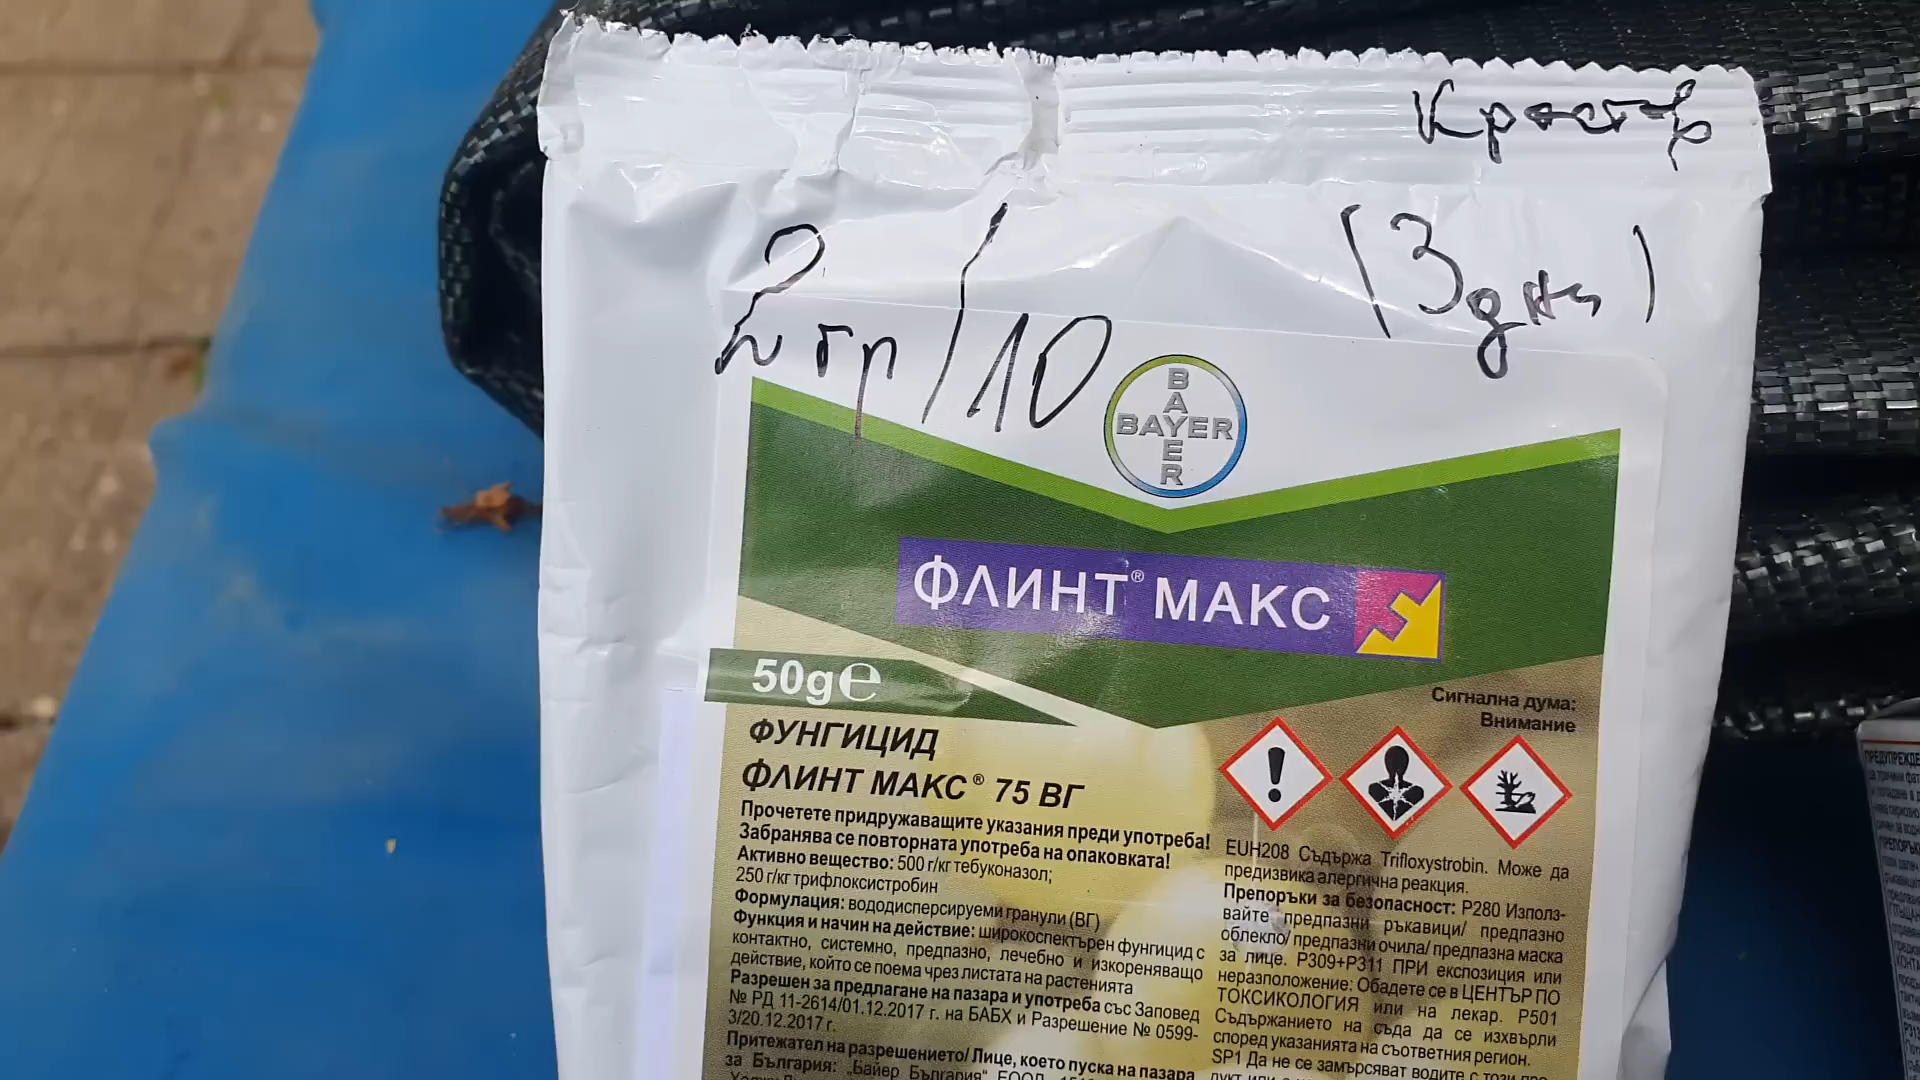 Крастав
2гр/10
(3 дни)
BAYER
BAYER
ФЛИНТ® МАКС
50g℮
Сигнална дума:
Внимание
ФУНГИЦИД
ФЛИНТ МАКС® 75 ВГ
Прочетете придружаващите указания преди употреба!
Забранява се повторната употреба на опаковката!
Активно вещество: 500 г/кг тебуконазол;
250 г/кг трифлоксистробин
Формулация: вододисперсируеми гранули (ВГ)
Функция и начин на действие: широкоспектърен фунгицид с
контактно, системно, предпазно, лечебно и изкореняващо
действие, който се поема чрез листата на растенията
Разрешен за предлагане на пазара и употреба със Заповед
№ РД 11-2614/01.12.2017 г. на БАБХ и Разрешение № 0599-
3/20.12.2017 г.
Притежател на разрешението/ Лице, което пуска на пазара
за България: „Байер България“ ЕООД,
EUH208 Съдържа Trifloxystrobin. Може да
предизвика алергична реакция.
Препоръки за безопасност: P280 Използ-
вайте предпазни ръкавици/ предпазно
облекло/ предпазни очила/ предпазна маска
за лице. P309+P311 ПРИ експозиция или
неразположение: Обадете се в ЦЕНТЪР ПО
ТОКСИКОЛОГИЯ или на лекар. P501
Съдържанието на съда да се изхвърли
според указанията на съответния регион.
SP1 Да не се замърсяват водите с този про-